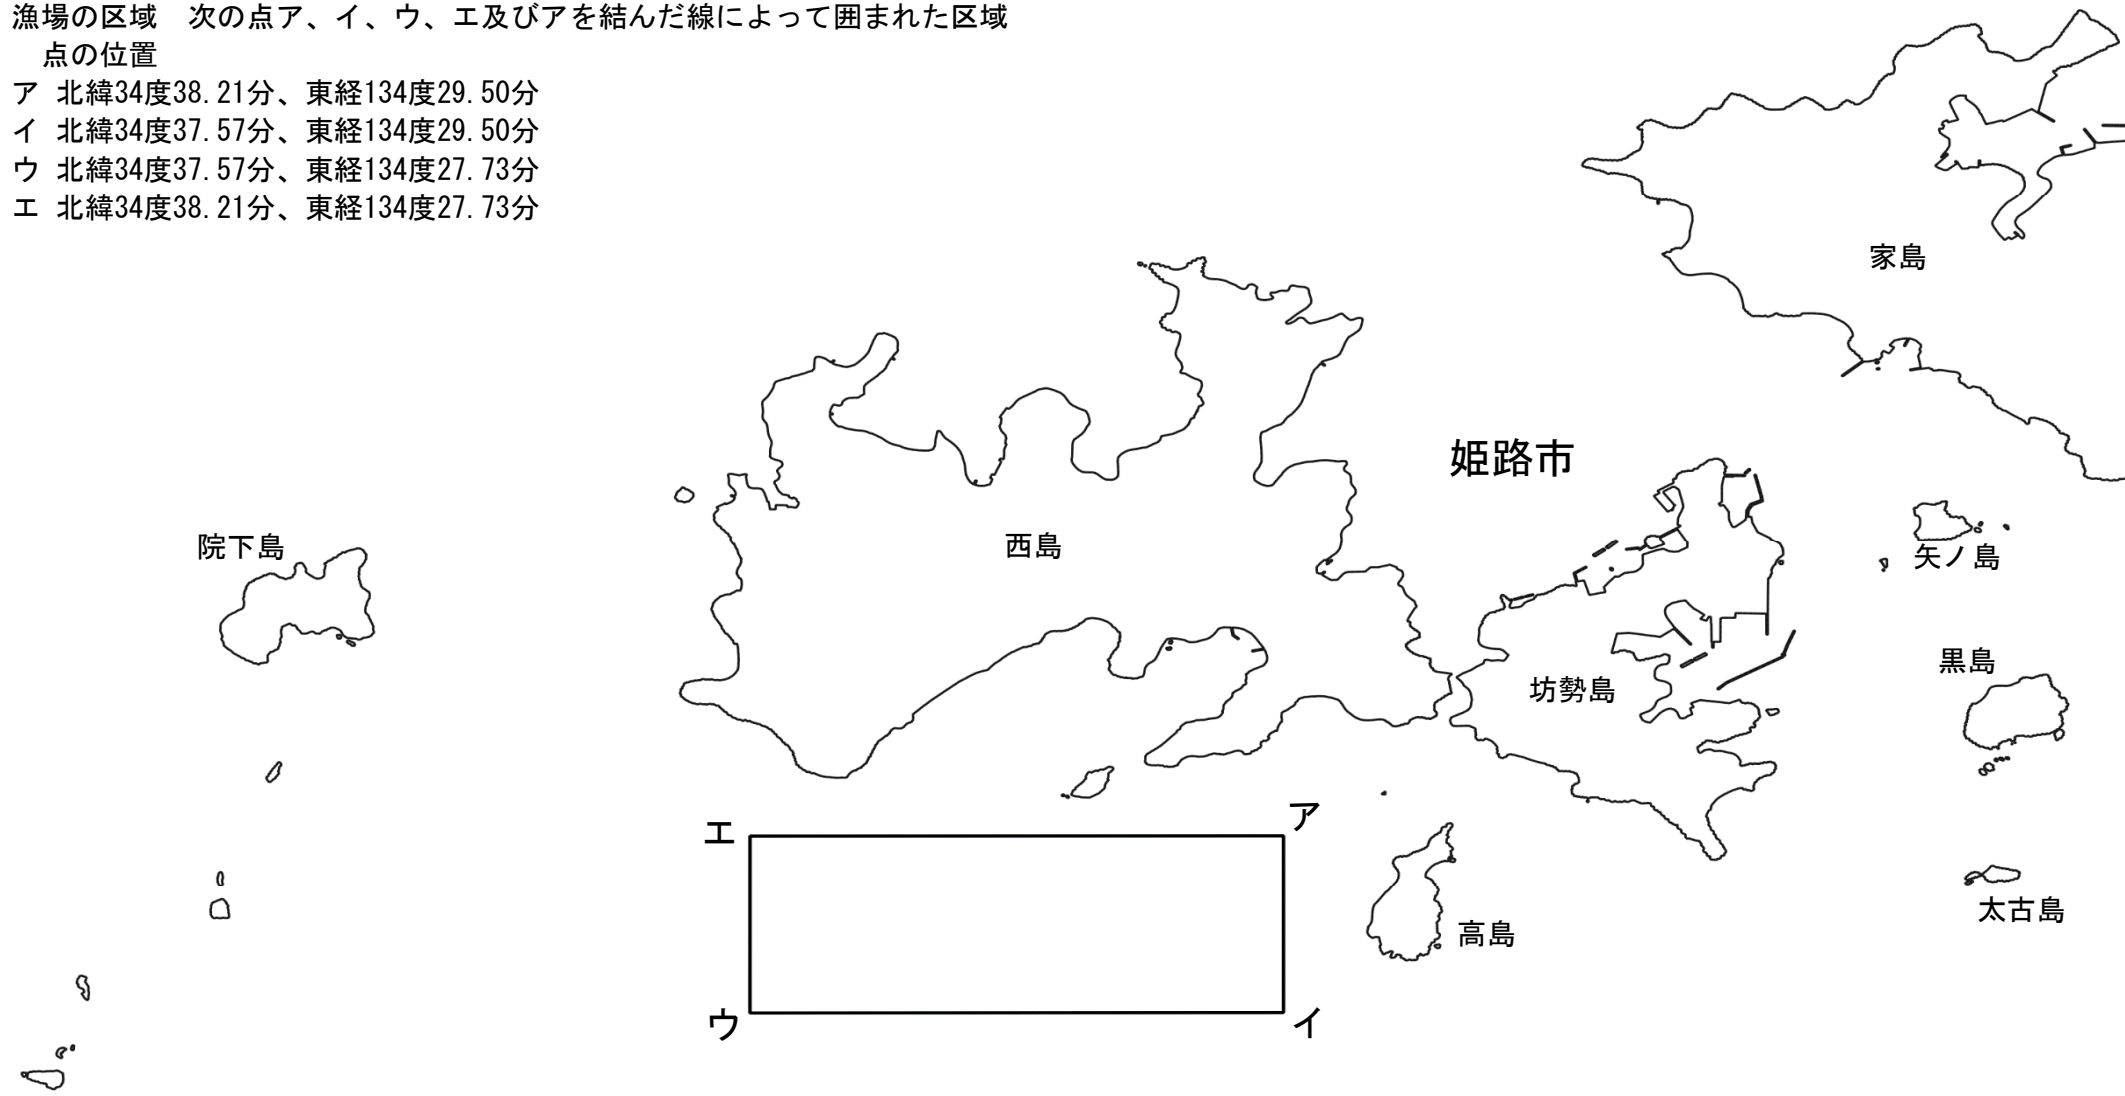 漁場の区域　次の点ア、イ、ウ、エ及びアを結んだ線によって囲まれた区域
点の位置
ア 北緯34度38.21分、東経134度29.50分
イ 北緯34度37.57分、東経134度29.50分
ウ 北緯34度37.57分、東経134度27.73分
エ 北緯34度38.21分、東経134度27.73分
家島
姫路市
院下島
西島
矢ノ島
黒島
坊勢島
エ
ア
太古島
高島
ウ
イ